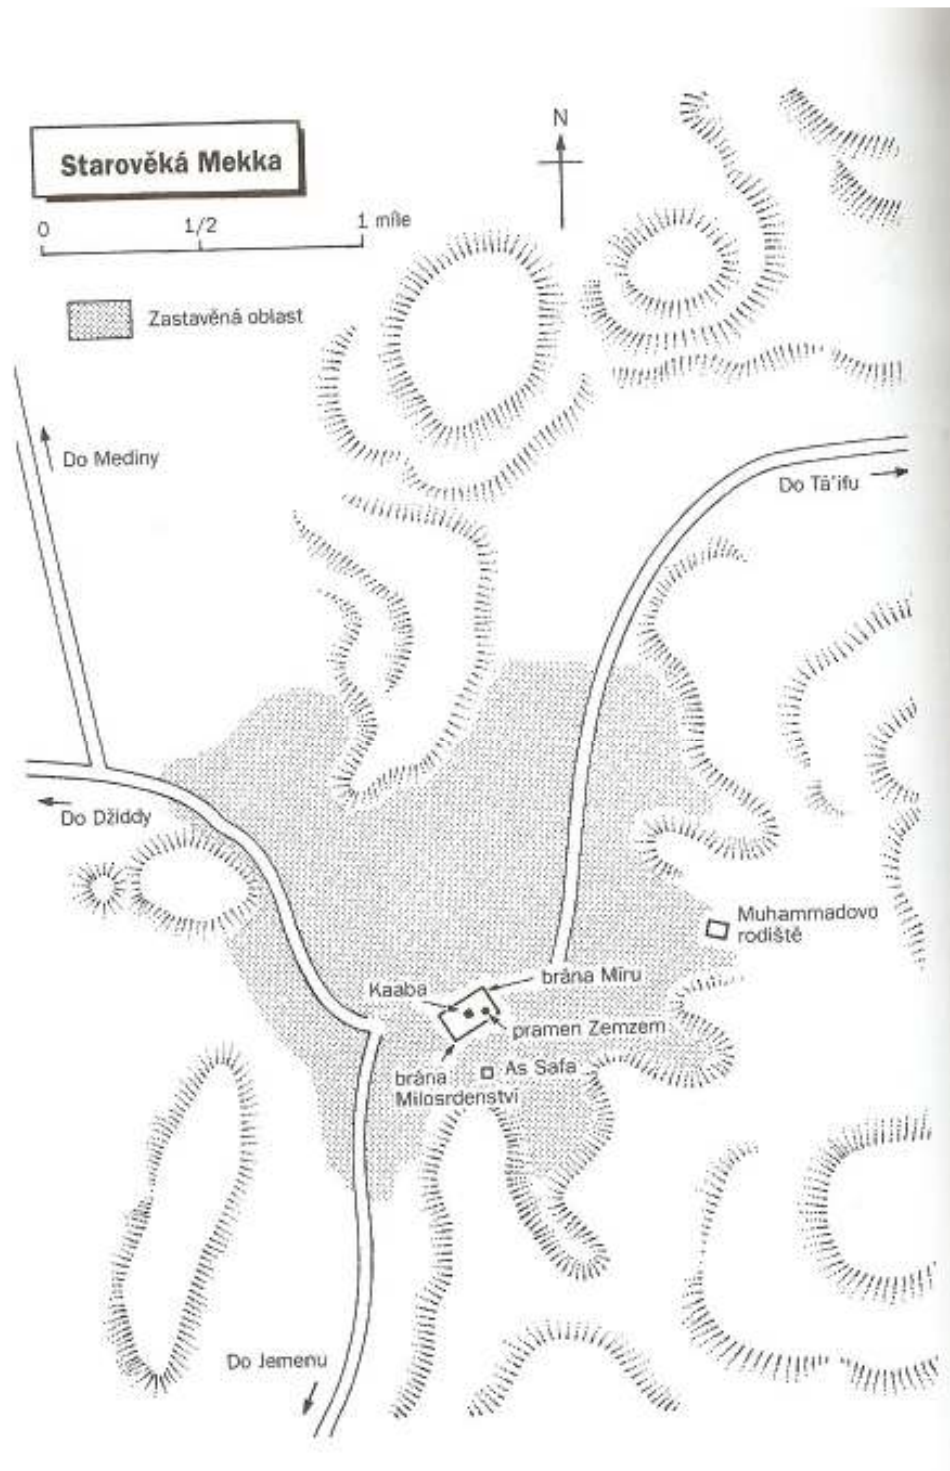 N
Starověká Mekka
0 1/2 1 míle
Zastavěná oblast
Do Mediny
Do Tā'ifu
Do Džiddy
Muhammadovo
rodiště
Kaaba
brána Míru
pramen Zemzem
As Safa
brána
Milosrdenství
Do Jemenu